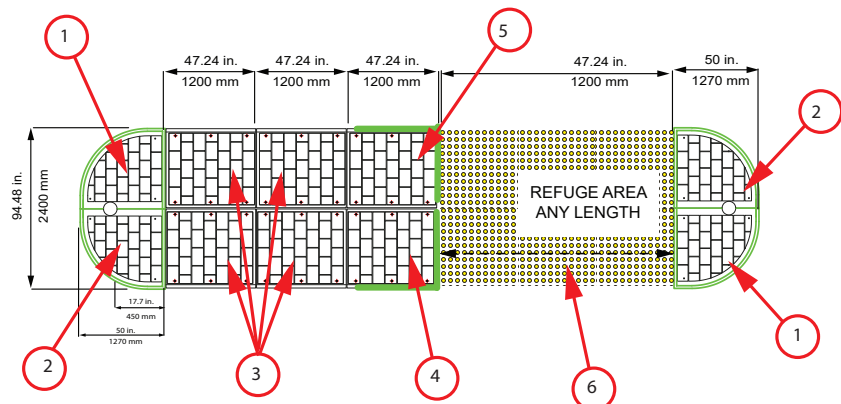 1
5
47.24 in.
1200 mm
47.24 in.
1200 mm
47.24 in.
1200 mm
47.24 in.
1200 mm
50 in.
1270 mm
2
94.48 in.
2400 mm
REFUGE AREA
ANY LENGTH
17.7 in.
450 mm
50 in.
1270 mm
2
3
4
6
1